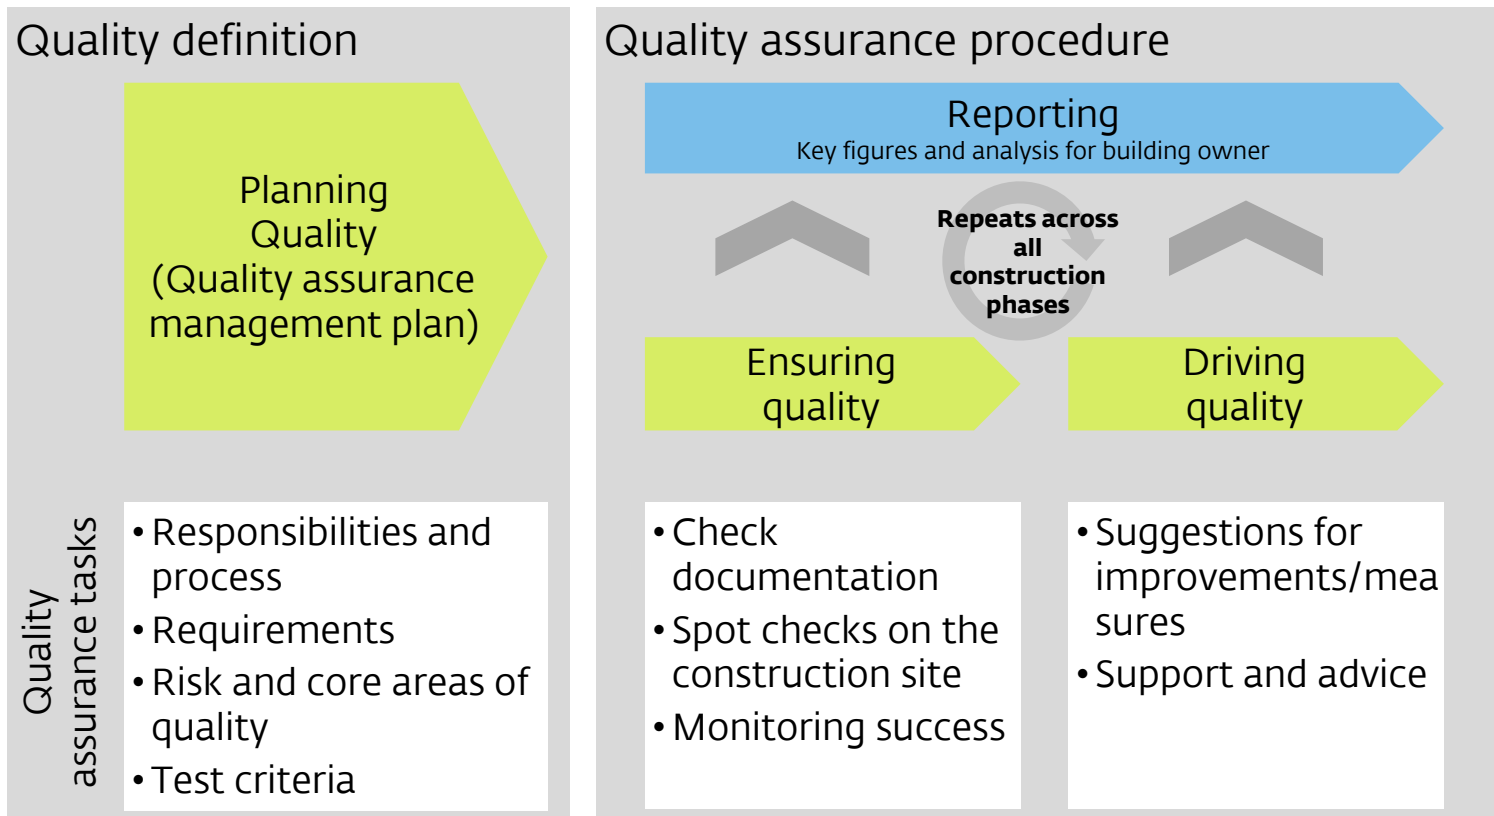 Quality definition
Planning
Quality
(Quality assurance
management plan)
Quality
assurance tasks
• Responsibilities and
process
• Requirements
• Risk and core areas of
quality
• Test criteria
Quality assurance procedure
Reporting
Key figures and analysis for building owner
Repeats across
all
construction
phases
Ensuring
quality
Driving
quality
• Check
documentation
• Spot checks on the
construction site
• Monitoring success
• Suggestions for
improvements/mea
sures
• Support and advice